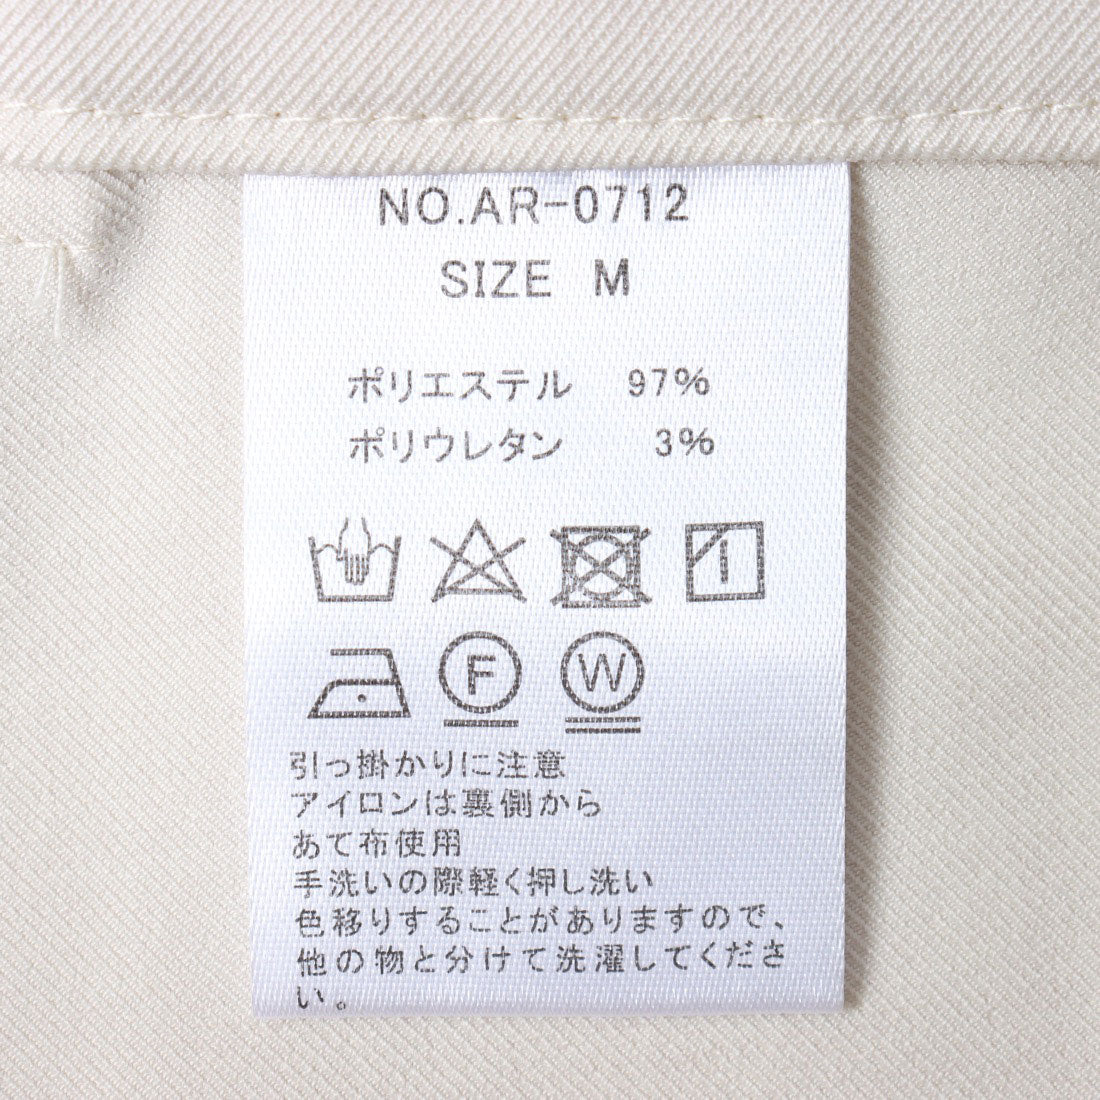 NO.AR-0712
SIZE M
ポリエステル 97%
ポリウレタン 3%
F W
引っ掛かりに注意
アイロンは裏側から
あて布使用
手洗いの際軽く押し洗い
色移りすることがありますので、
他の物と分けて洗濯してくださ
い。